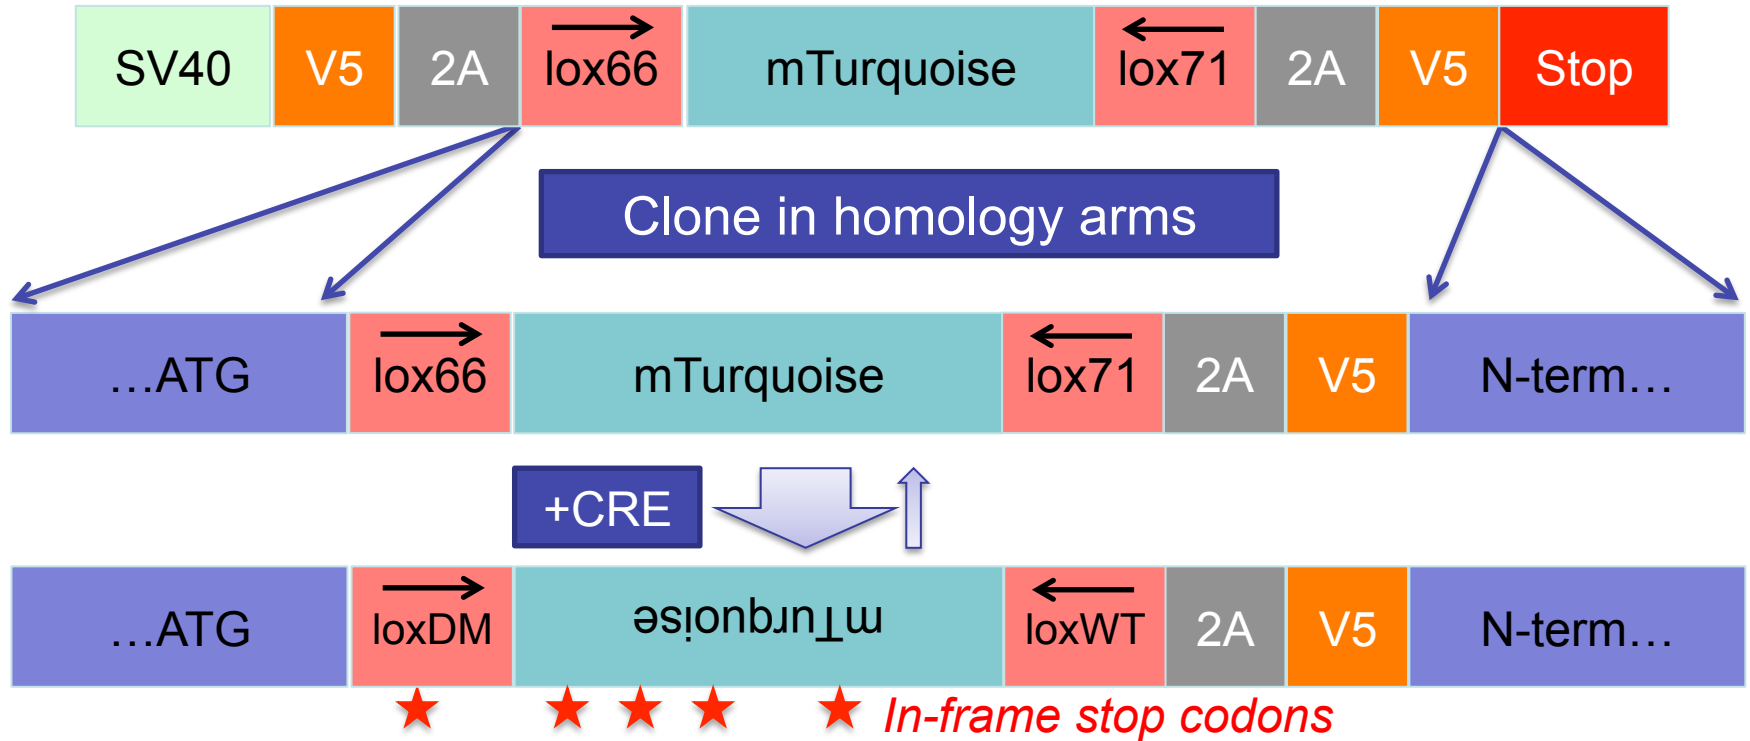 SV40 V5 2A lox66 mTurquoise lox71 2A V5 Stop
Clone in homology arms
…ATG lox66 mTurquoise lox71 2A V5 N-term…
+CRE
…ATG loxDM mTurquoise loxWT 2A V5 N-term…
In-frame stop codons